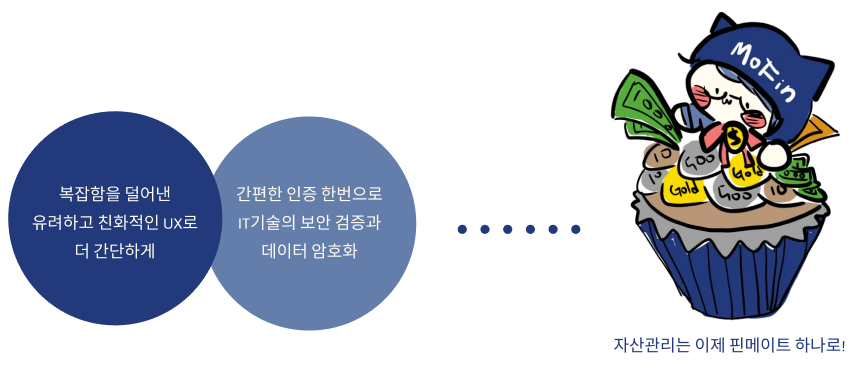 복잡함을 덜어낸
유려하고 친화적인 UX로
더 간단하게
간편한 인증 한번으로
IT기술의 보안 검증과
데이터 암호화
MoFin
100
10
500
Gold
10
Gold
500
10
자산관리는 이제 핀메이트 하나로!